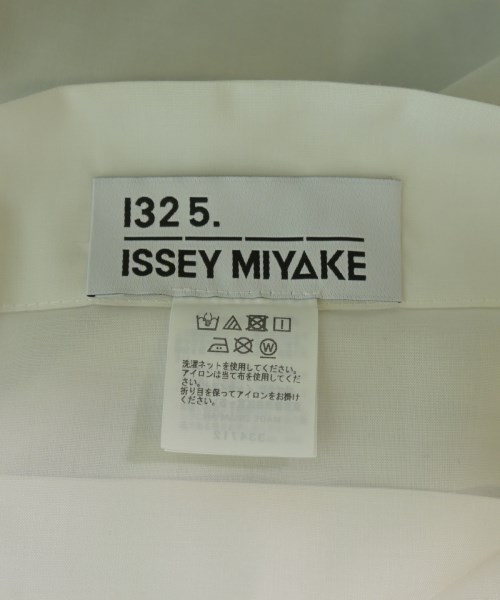 132 5.
ISSEY MIYAKE
W
洗濯ネットを使用してください。
アイロンは当て布を使用してください。
折り目を保ってアイロンをお掛け
ください。